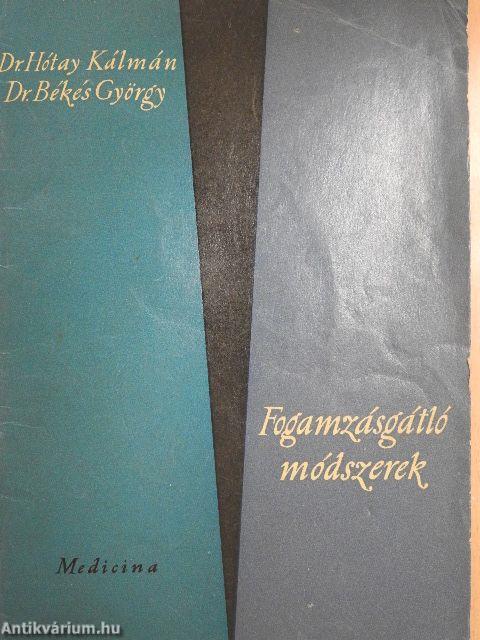 Dr Hótay Kálmán
Dr. Békés György
Fogamzásgátló
módszerek
Medicina
Antikvárium.hu